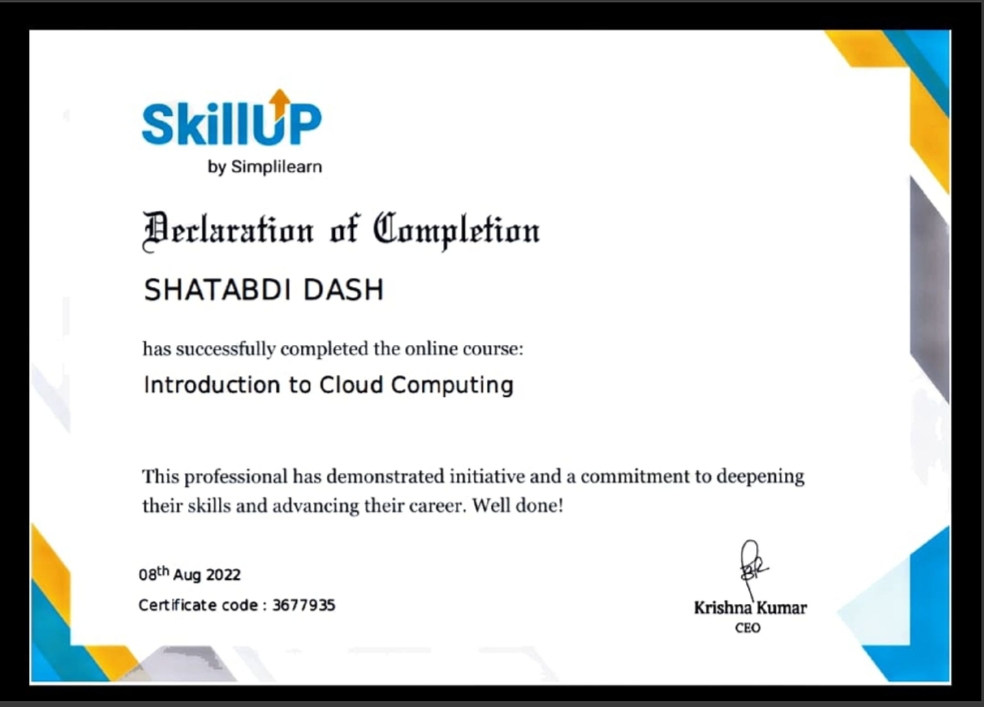 SkillUP
by Simplilearn
Declaration of Completion
SHATABDI DASH
has successfully completed the online course:
Introduction to Cloud Computing
This professional has demonstrated initiative and a commitment to deepening
their skills and advancing their career. Well done!
08th Aug 2022
Certificate code : 3677935
Krishna Kumar
CEO